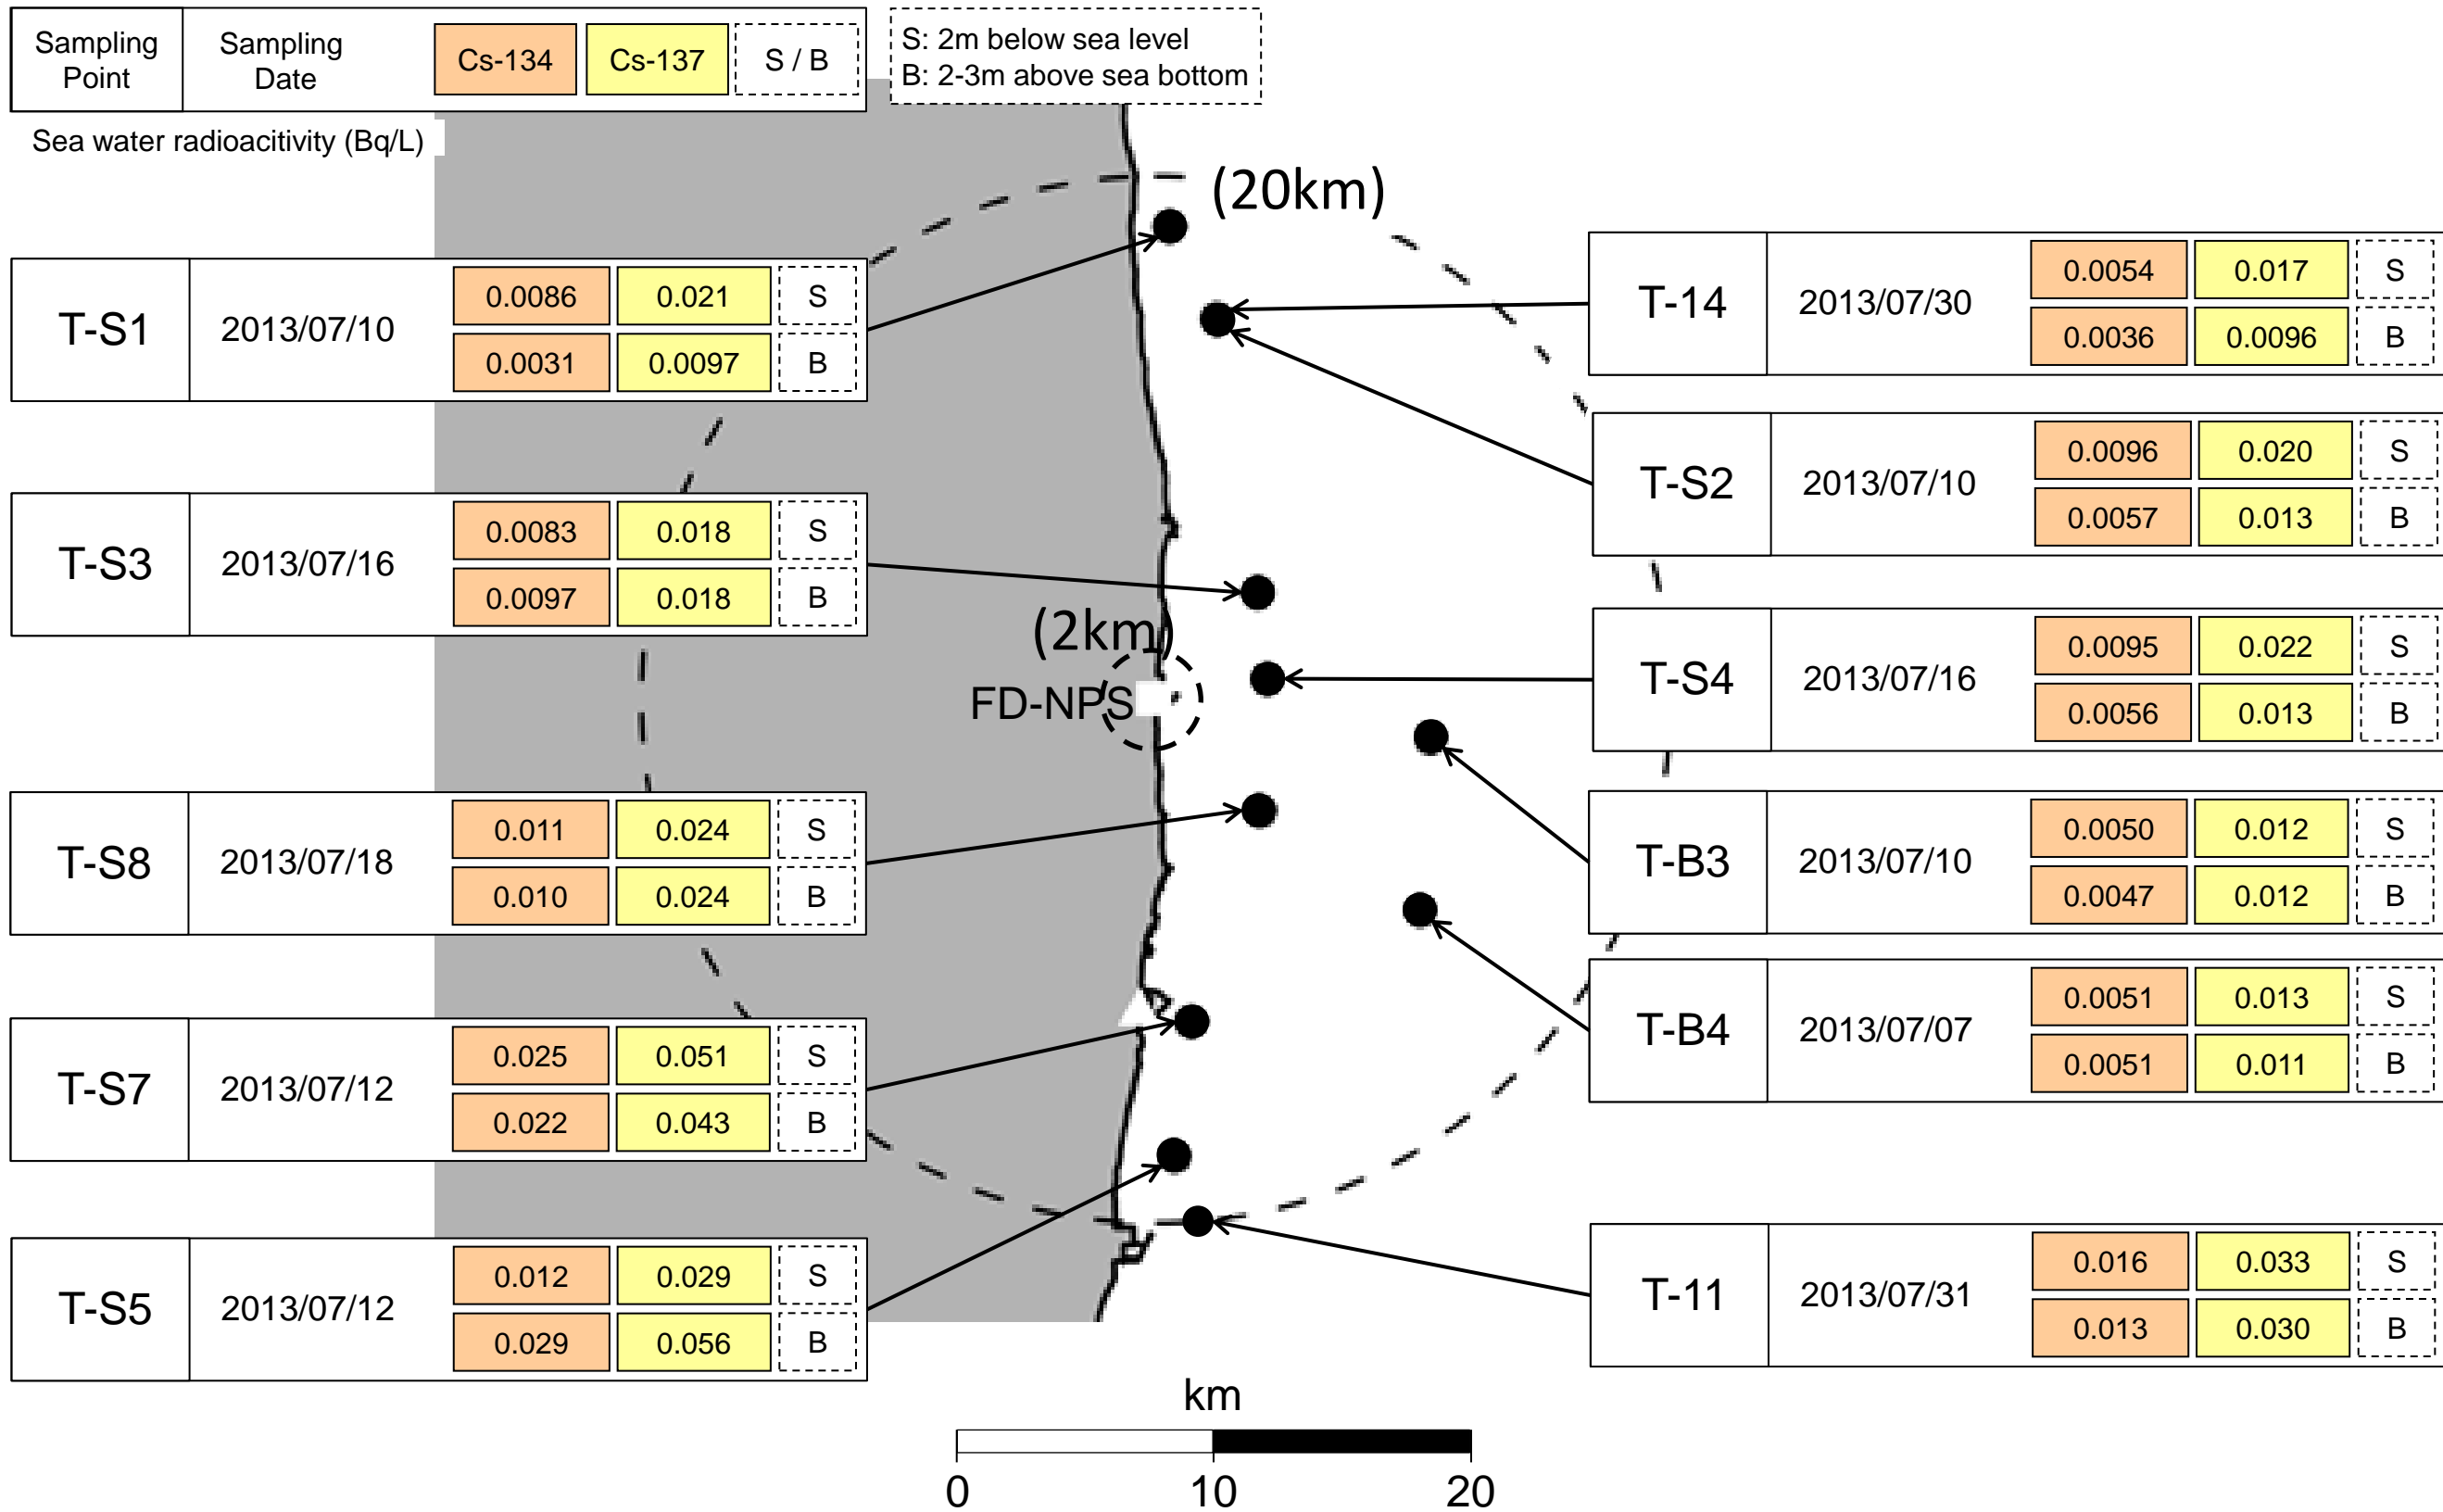 Sampling Point
Sampling Date
Cs-134 Cs-137 S / B
S: 2m below sea level
B: 2-3m above sea bottom
Sea water radioacitivity (Bq/L)
(20km)
T-S1 2013/07/10
0.0086 0.021 S
0.0031 0.0097 B
T-14 2013/07/30
0.0054 0.017 S
0.0036 0.0096 B
T-S2 2013/07/10
0.0096 0.020 S
0.0057 0.013 B
T-S3 2013/07/16
0.0083 0.018 S
0.0097 0.018 B
(2km)
FD-NPS
T-S4 2013/07/16
0.0095 0.022 S
0.0056 0.013 B
T-S8 2013/07/18
0.011 0.024 S
0.010 0.024 B
T-B3 2013/07/10
0.0050 0.012 S
0.0047 0.012 B
T-B4 2013/07/07
0.0051 0.013 S
0.0051 0.011 B
T-S7 2013/07/12
0.025 0.051 S
0.022 0.043 B
T-S5 2013/07/12
0.012 0.029 S
0.029 0.056 B
T-11 2013/07/31
0.016 0.033 S
0.013 0.030 B
km
0 10 20